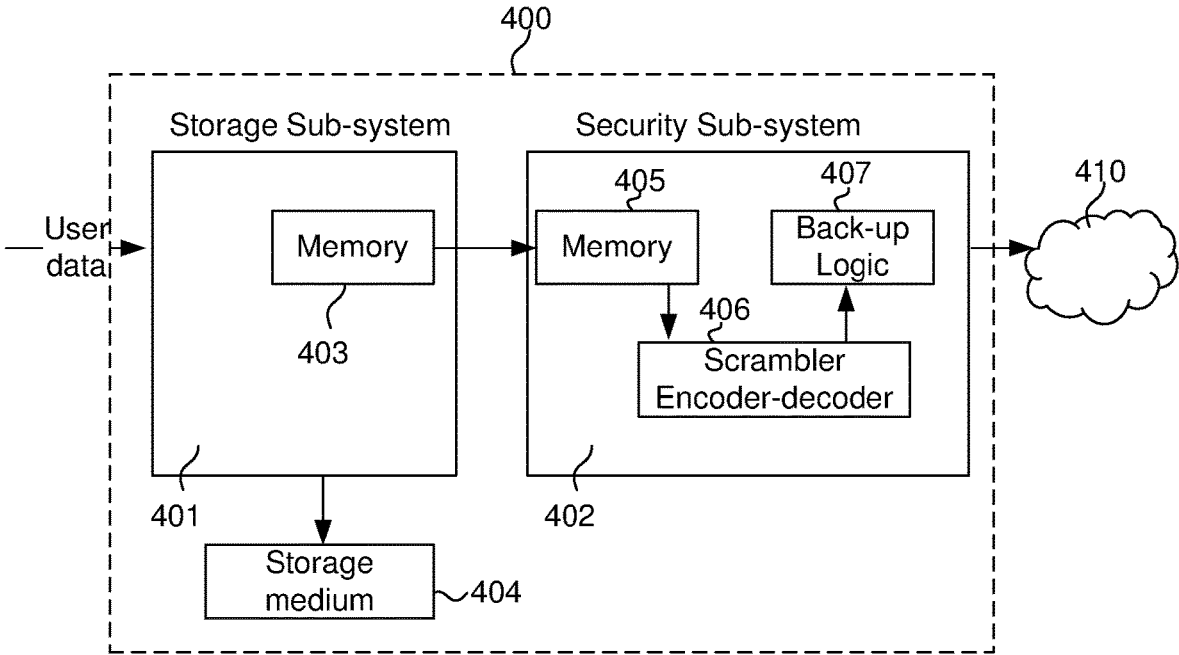 400
Storage Sub-system
Security Sub-system
405
407
410
User
data
Memory
Memory
Back-up
Logic
403
406
Scrambler
Encoder-decoder
401
402
Storage
medium
404